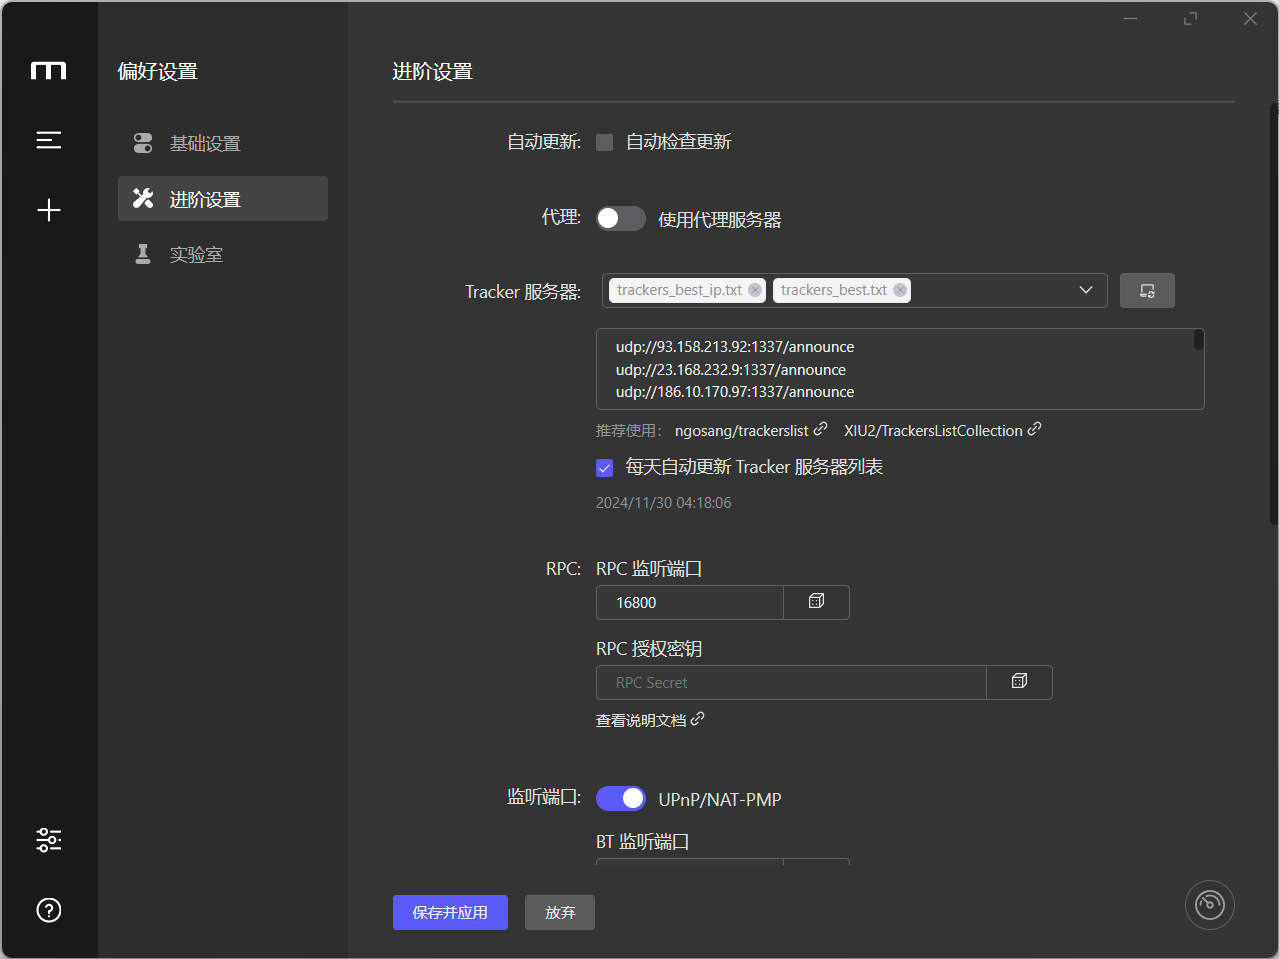 偏好设置
基础设置
进阶设置
实验室
进阶设置
自动更新: 自动检查更新
代理: 使用代理服务器
Tracker 服务器: trackers_best_ip.txt trackers_best.txt
udp://93.158.213.92:1337/announce
udp://23.168.232.9:1337/announce
udp://186.10.170.97:1337/announce
推荐使用: ngosang/trackerslist XIU2/TrackersListCollection
每天自动更新 Tracker 服务器列表
2024/11/30 04:18:06
RPC: RPC 监听端口
16800
RPC 授权密钥
RPC Secret
查看说明文档
监听端口: UPnP/NAT-PMP
BT 监听端口
保存并应用 放弃